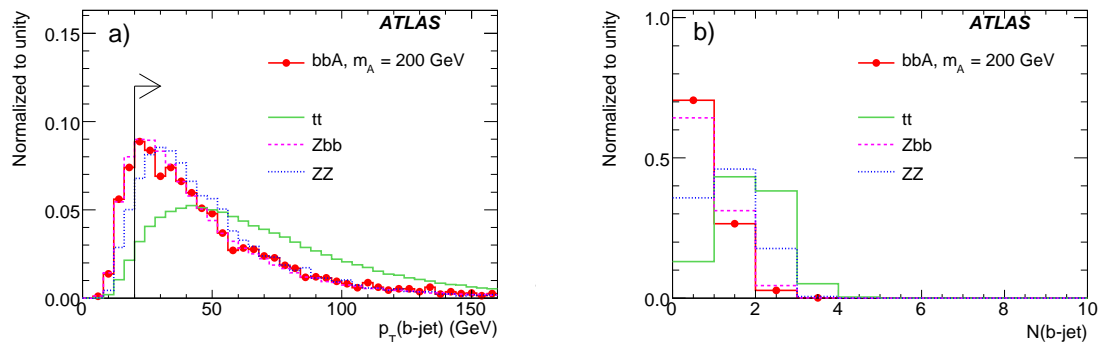 Normalized to unity
0.15
0.10
0.05
0.00
a)
ATLAS
bbA, m_A = 200 GeV
tt
Zbb
ZZ
0 50 100 150
p_T(b-jet) (GeV)
Normalized to unity
1.0
0.5
0.0
b)
ATLAS
bbA, m_A = 200 GeV
tt
Zbb
ZZ
0 2 4 6 8 10
N(b-jet)